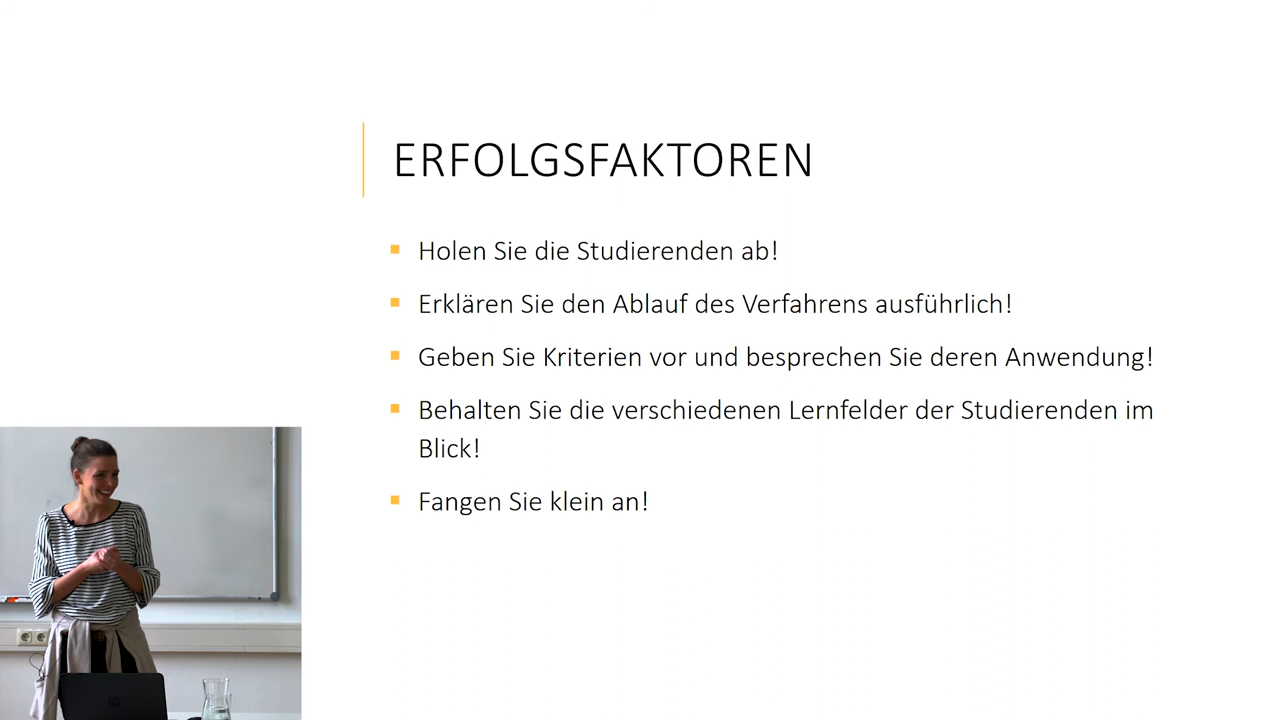 ERFOLGSFAKTOREN
Holen Sie die Studierenden ab!
Erklären Sie den Ablauf des Verfahrens ausführlich!
Geben Sie Kriterien vor und besprechen Sie deren Anwendung!
Behalten Sie die verschiedenen Lernfelder der Studierenden im
Blick!
Fangen Sie klein an!